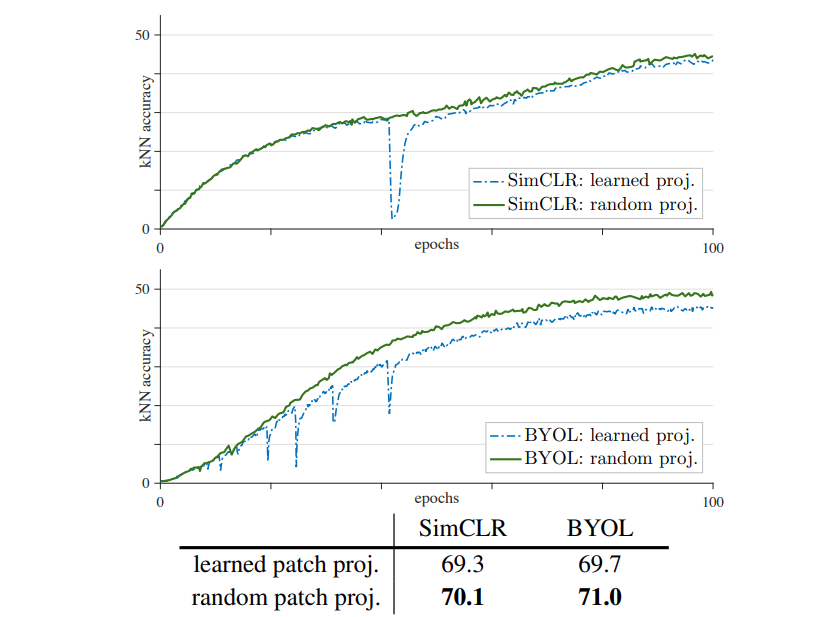 50
kNN accuracy
SimCLR: learned proj.
SimCLR: random proj.
0
0
epochs
100
50
kNN accuracy
BYOL: learned proj.
BYOL: random proj.
0
0
epochs
100
SimCLR BYOL
learned patch proj. 69.3 69.7
random patch proj. 70.1 71.0